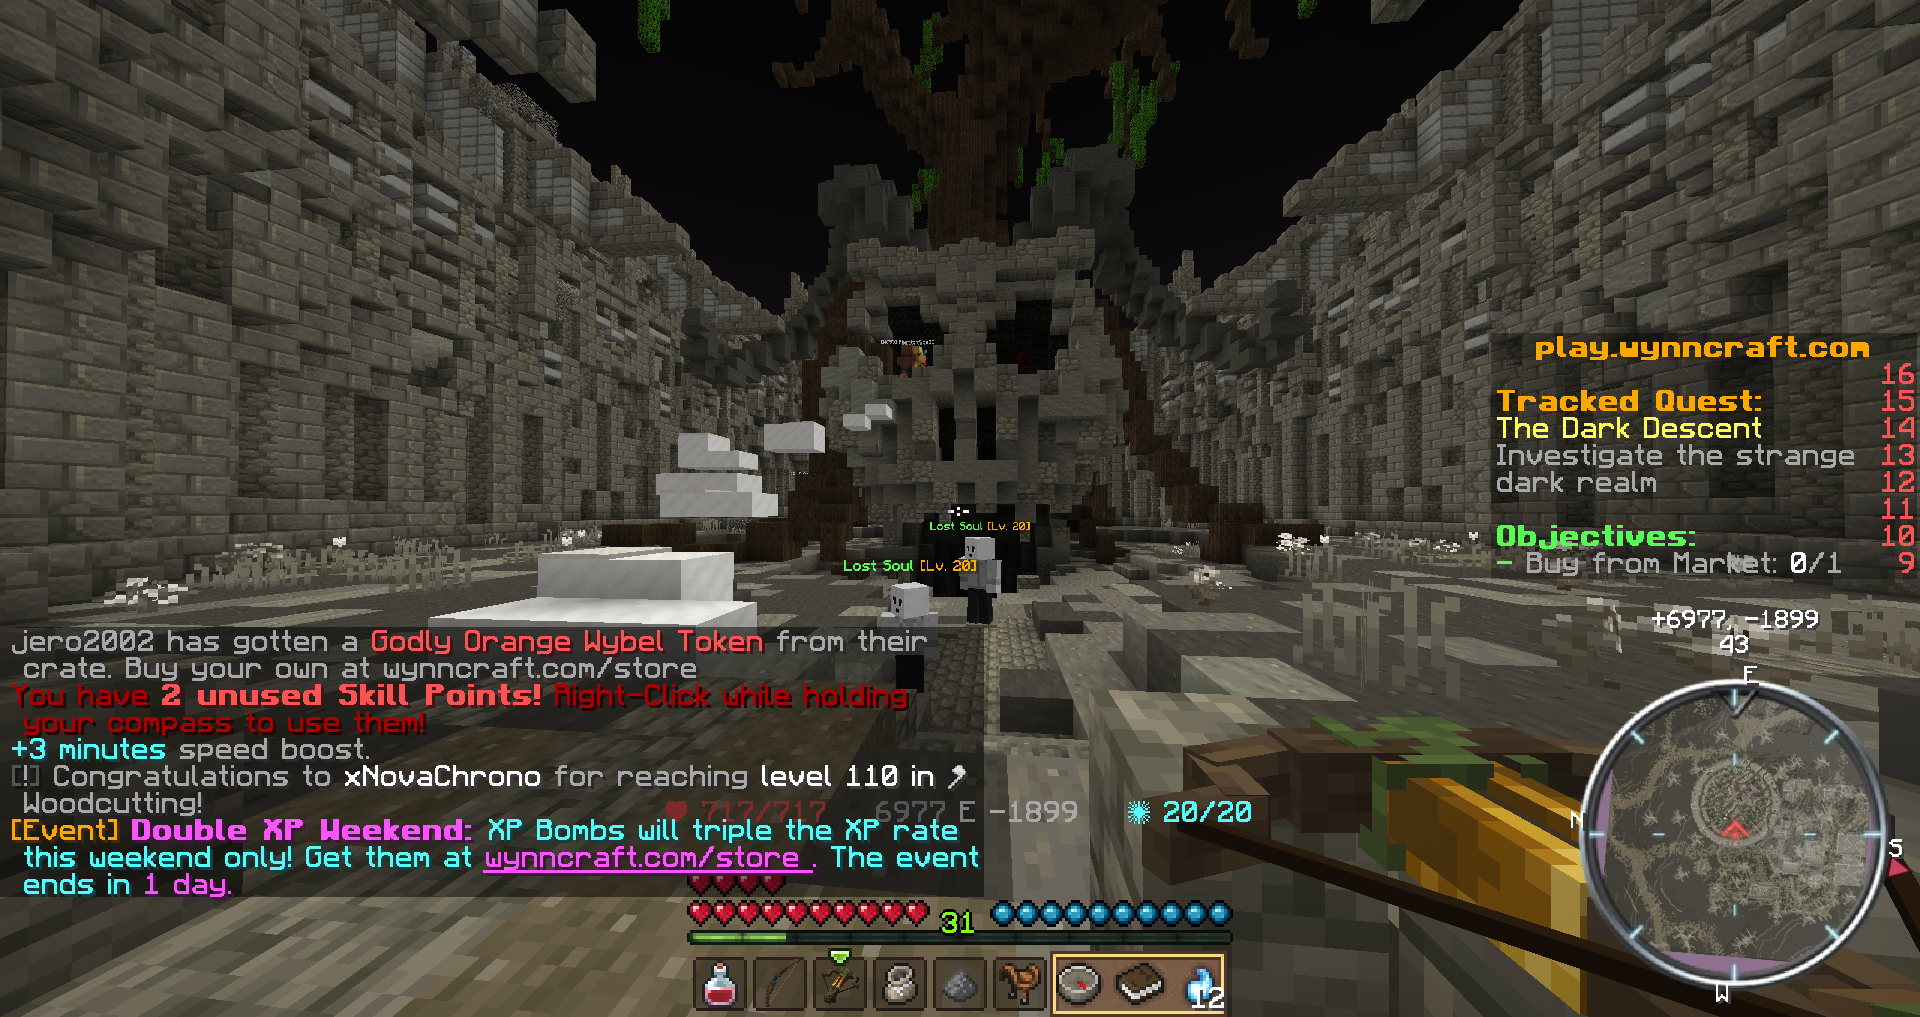 play.wynncraft.com
16
Tracked Quest: 15
The Dark Descent 14
Investigate the strange 13
dark realm 12
11
Objectives: 10
- Buy from Market: 0/1 9
Lost Soul [Lv. 20]
Lost Soul [Lv. 20]
+6977, -1899
43
E
N
S
W
jero2002 has gotten a Godly Orange Wybel Token from their
crate. Buy your own at wynncraft.com/store
You have 2 unused Skill Points! Right-Click while holding
your compass to use them!
+3 minutes speed boost.
[!] Congratulations to xNovaChrono for reaching level 110 in
Woodcutting!
[Event] Double XP Weekend: XP Bombs will triple the XP rate
this weekend only! Get them at wynncraft.com/store . The event
ends in 1 day.
717/717 6977 E -1899 20/20
31
12